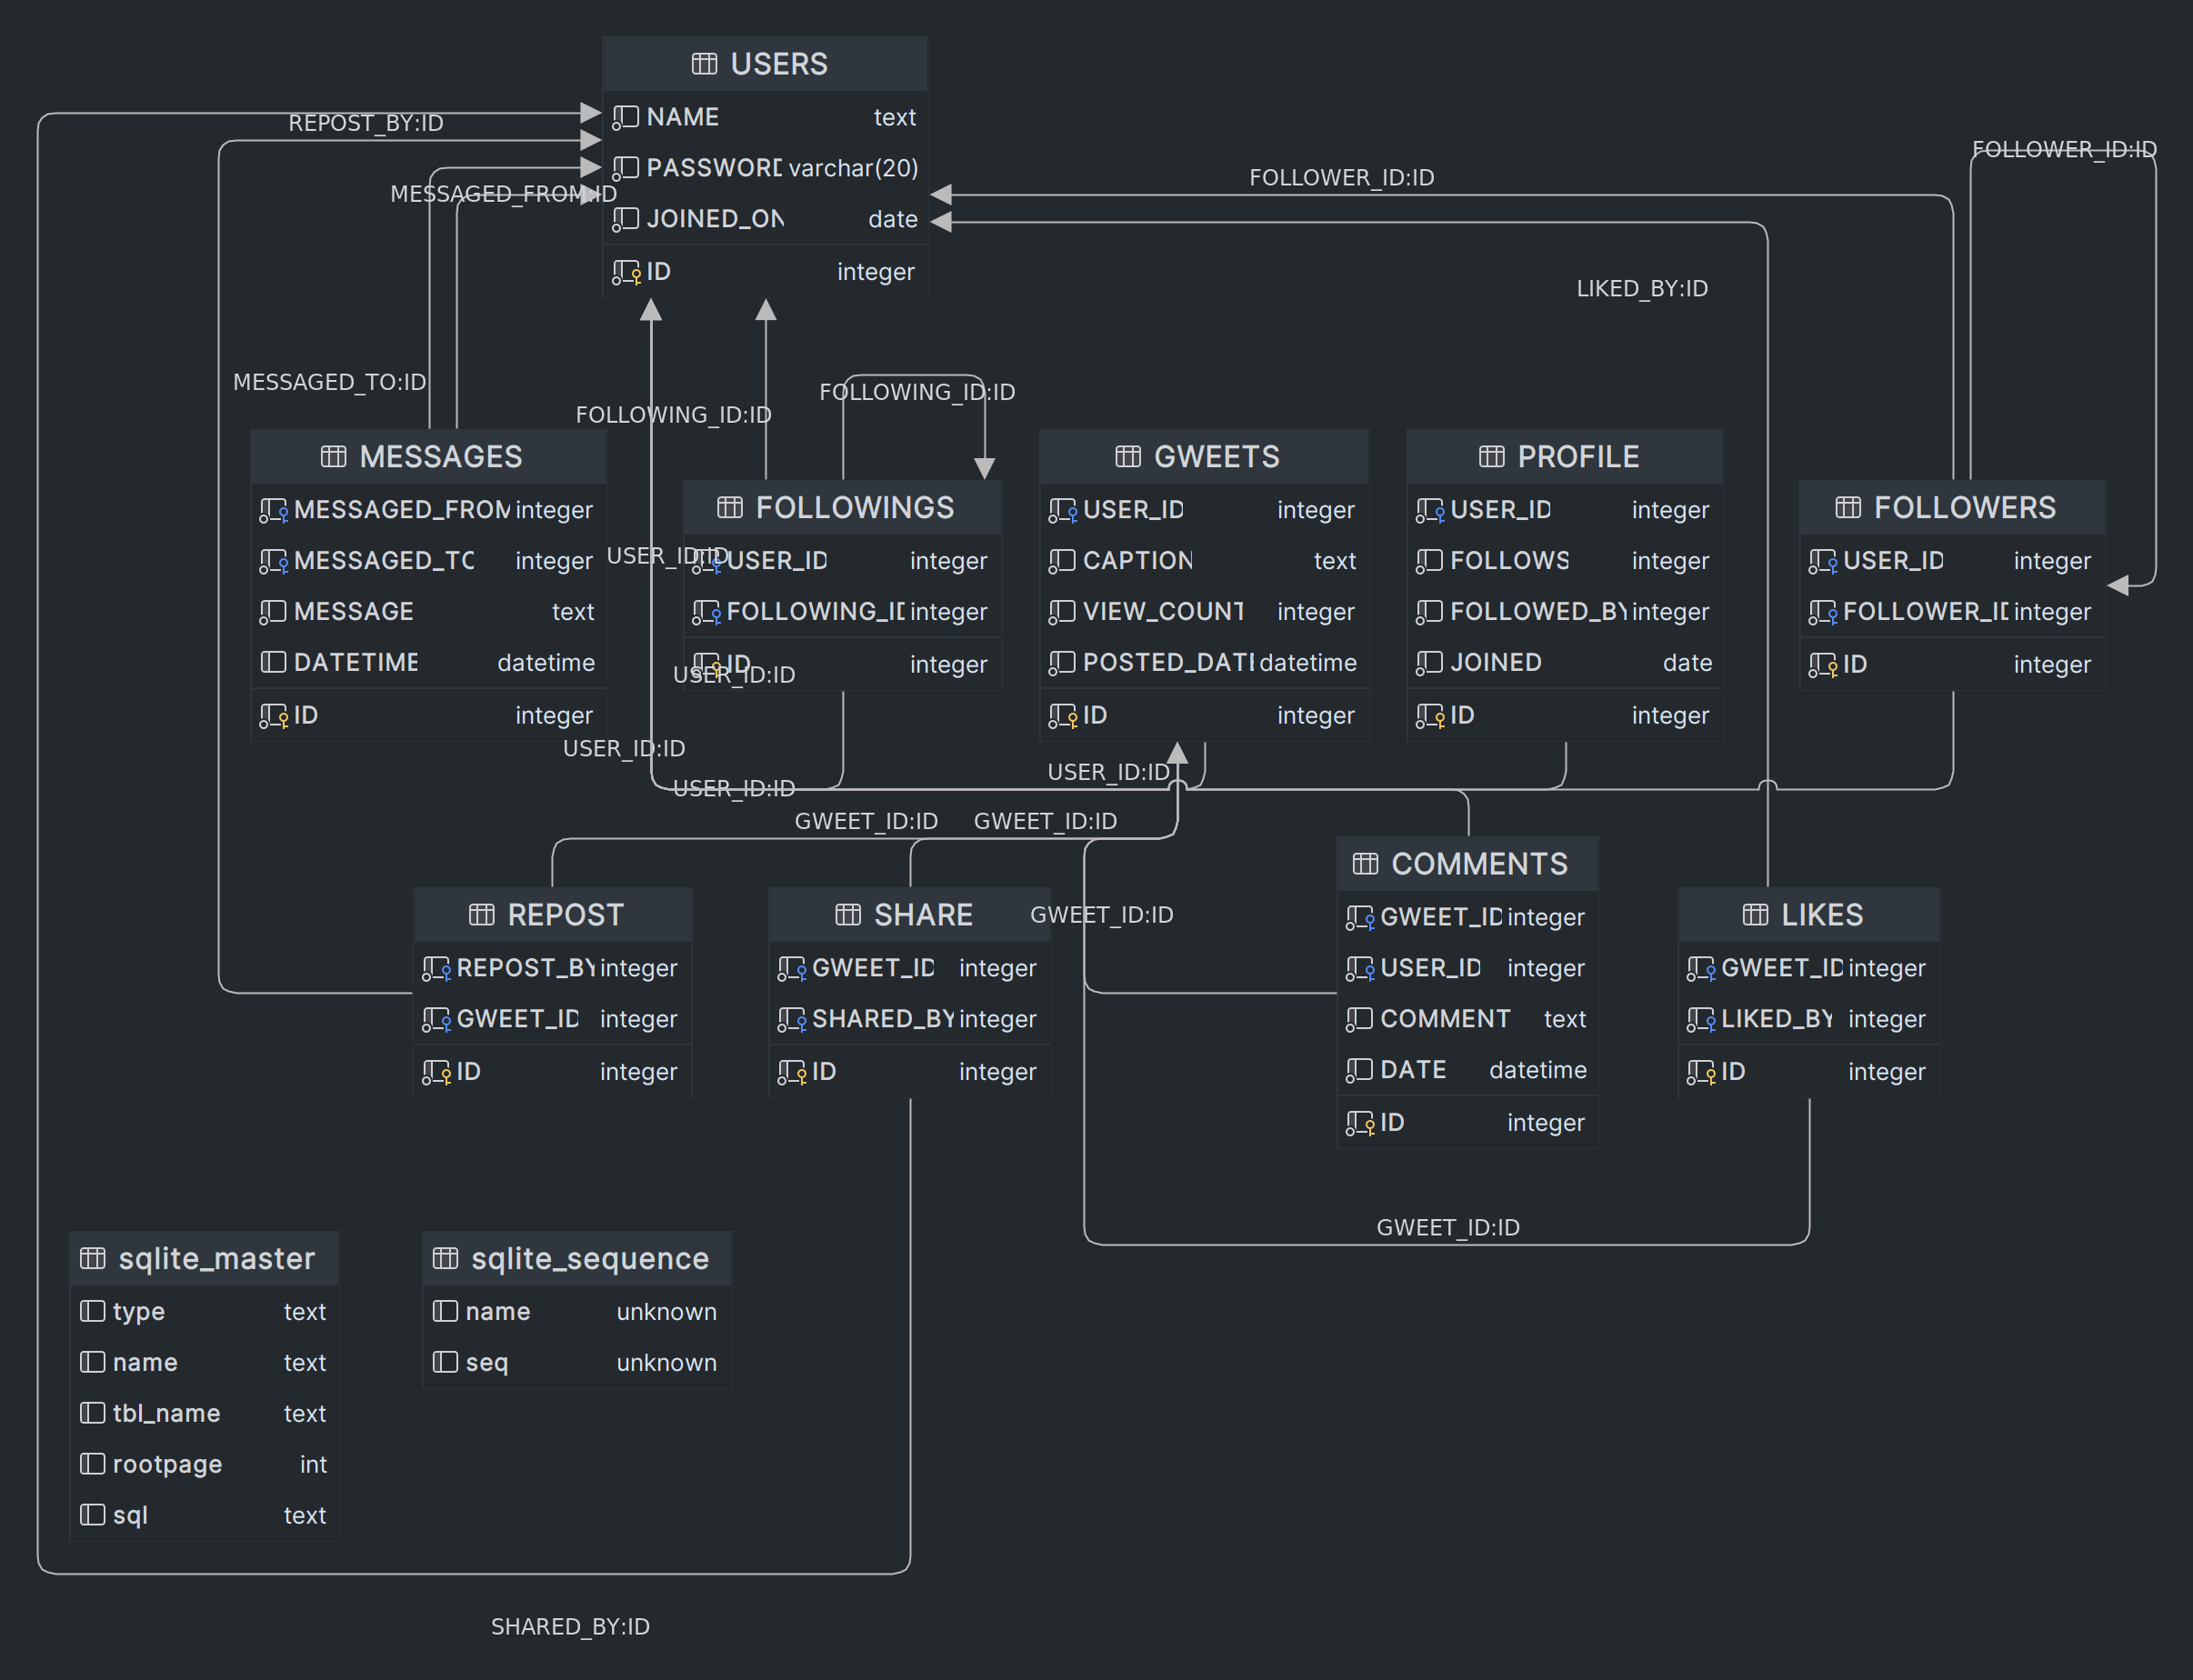 USERS
NAME text
PASSWORD varchar(20)
JOINED_ON date
ID integer
REPOST_BY:ID
MESSAGED_FROM:ID
FOLLOWER_ID:ID
FOLLOWER_ID:ID
LIKED_BY:ID
MESSAGED_TO:ID
FOLLOWING_ID:ID
FOLLOWING_ID:ID
MESSAGES
MESSAGED_FROM integer
MESSAGED_TO integer
MESSAGE text
DATETIME datetime
ID integer
FOLLOWINGS
USER_ID integer
FOLLOWING_ID integer
ID integer
GWEETS
USER_ID integer
CAPTION text
VIEW_COUNT integer
POSTED_DATE datetime
ID integer
PROFILE
USER_ID integer
FOLLOWS integer
FOLLOWED_BY integer
JOINED date
ID integer
FOLLOWERS
USER_ID integer
FOLLOWER_ID integer
ID integer
USER_ID:ID
USER_ID:ID
USER_ID:ID
USER_ID:ID
USER_ID:ID
GWEET_ID:ID
GWEET_ID:ID
GWEET_ID:ID
REPOST
REPOST_BY integer
GWEET_ID integer
ID integer
SHARE
GWEET_ID integer
SHARED_BY integer
ID integer
COMMENTS
GWEET_ID integer
USER_ID integer
COMMENT text
DATE datetime
ID integer
LIKES
GWEET_ID integer
LIKED_BY integer
ID integer
GWEET_ID:ID
sqlite_master
type text
name text
tbl_name text
rootpage int
sql text
sqlite_sequence
name unknown
seq unknown
SHARED_BY:ID